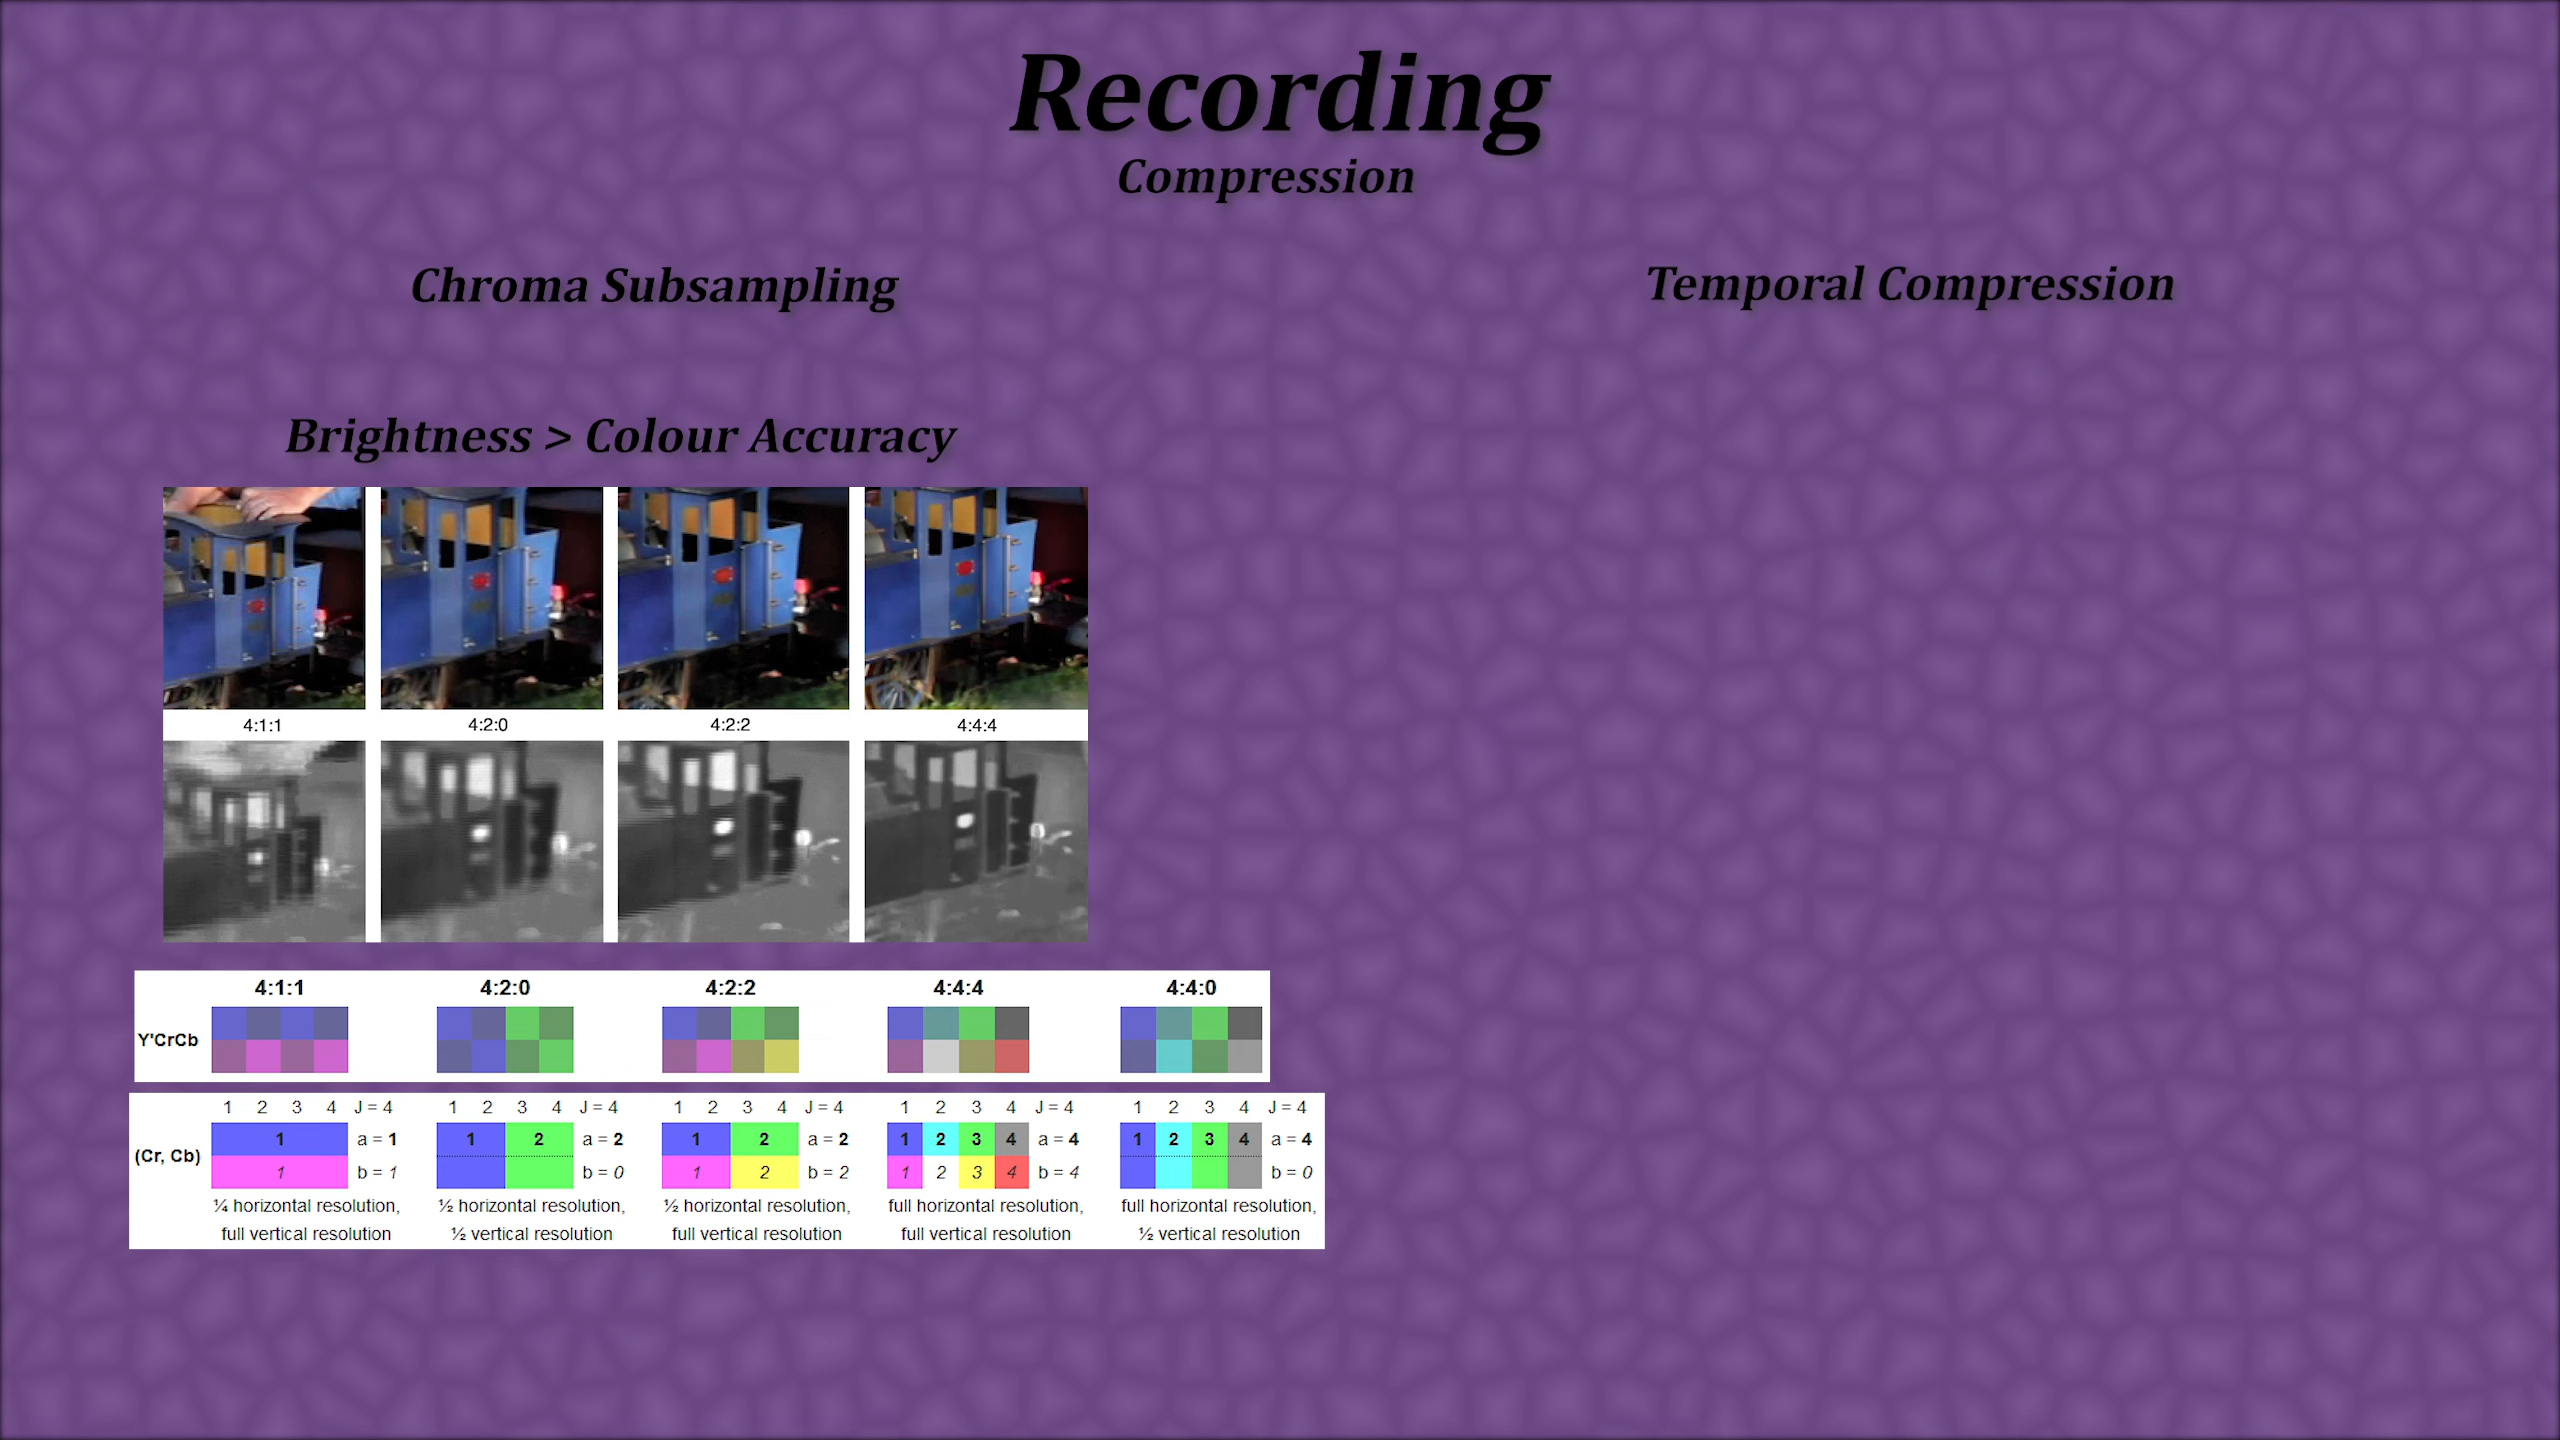 Recording
Compression
Chroma Subsampling
Temporal Compression
Brightness > Colour Accuracy
4:1:1 4:2:0 4:2:2 4:4:4
4:1:1 4:2:0 4:2:2 4:4:4 4:4:0
Y'CrCb
1 2 3 4 J = 4 1 2 3 4 J = 4 1 2 3 4 J = 4 1 2 3 4 J = 4 1 2 3 4 J = 4
1 a = 1 1 2 a = 2 1 2 a = 2 1 2 3 4 a = 4 1 2 3 4 a = 4
(Cr, Cb)
1 b = 1 b = 0 1 2 b = 2 1 2 3 4 b = 4 b = 0
¼ horizontal resolution, ½ horizontal resolution, ½ horizontal resolution, full horizontal resolution, full horizontal resolution,
full vertical resolution ½ vertical resolution full vertical resolution full vertical resolution ½ vertical resolution